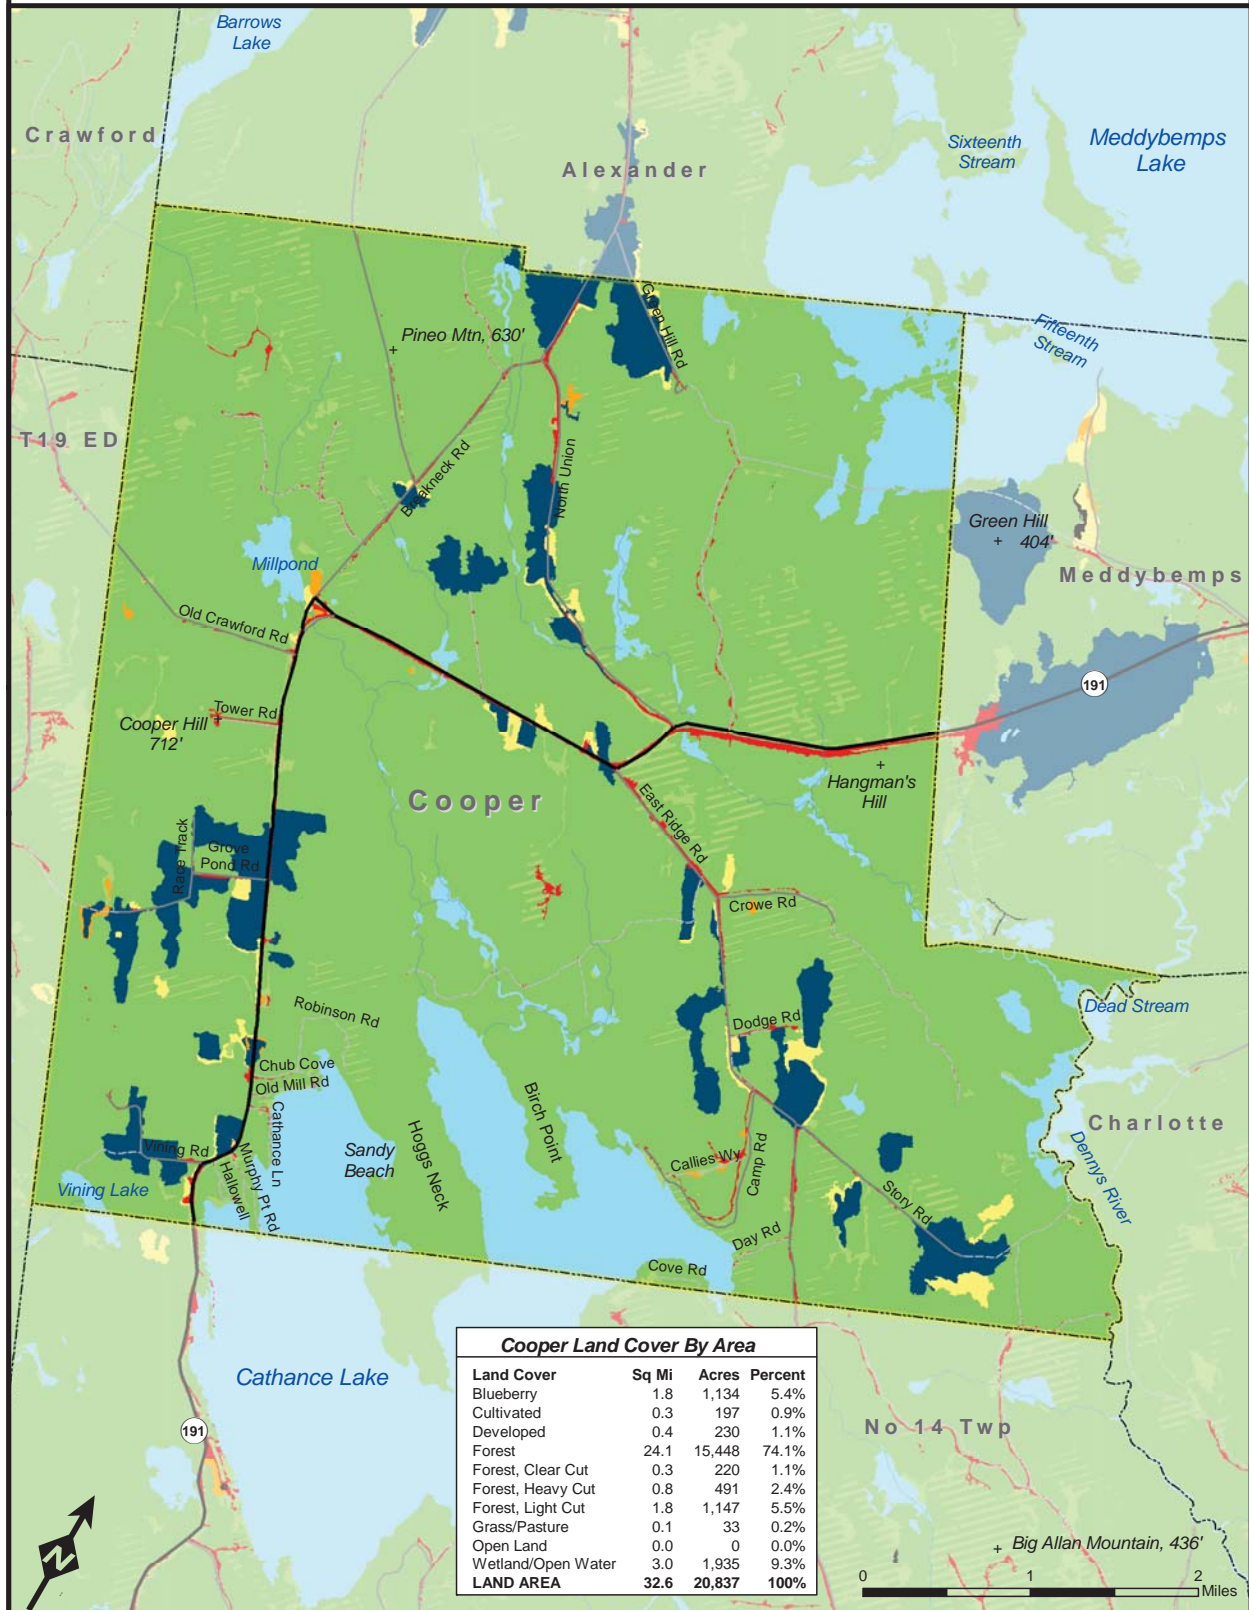 Barrows
Lake
Crawford
Alexander
Sixteenth
Stream
Meddybemps
Lake
Green Hill Rd
Fifteenth
Stream
Pineo Mtn, 630'
T19 ED
Breakneck Rd
North Union
Green Hill
+ 404'
Millpond
Meddybemps
Old Crawford Rd
191
Tower Rd
Cooper Hill
712'
+
Hangman's
Hill
Cooper
East Ridge Rd
Race Track
Grove
Pond Rd
Crowe Rd
Robinson Rd
Dead Stream
Dodge Rd
Chub Cove
Old Mill Rd
Cathance Ln
Birch Point
Hoggs Neck
Sandy
Beach
Charlotte
Dennys River
Vining Rd
Murphy Pt Rd
Hallowell
Callies Wy
Camp Rd
Vining Lake
Story Rd
Day Rd
Cove Rd
Cathance Lake
191
No 14 Twp
Cooper Land Cover By Area
Land Cover Sq Mi Acres Percent
Blueberry 1.8 1,134 5.4%
Cultivated 0.3 197 0.9%
Developed 0.4 230 1.1%
Forest 24.1 15,448 74.1%
Forest, Clear Cut 0.3 220 1.1%
Forest, Heavy Cut 0.8 491 2.4%
Forest, Light Cut 1.8 1,147 5.5%
Grass/Pasture 0.1 33 0.2%
Open Land 0.0 0 0.0%
Wetland/Open Water 3.0 1,935 9.3%
LAND AREA 32.6 20,837 100%
+ Big Allan Mountain, 436'
N
0 1 2
Miles